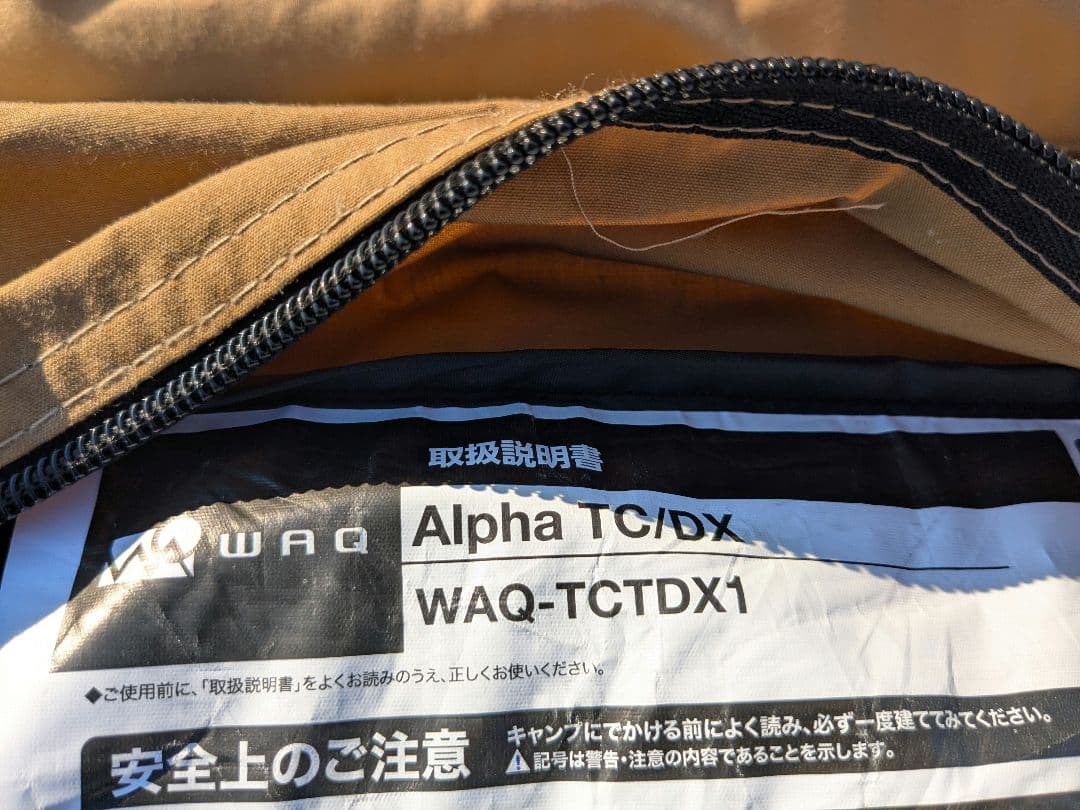 取扱説明書
WAQ
Alpha TC/DX
WAQ-TCTDX1
◆ご使用前に、「取扱説明書」をよくお読みのうえ、正しくお使いください。
安全上のご注意
キャンプにでかける前によく読み、必ず一度建ててみてください。
⚠記号は警告・注意の内容であることを示します。